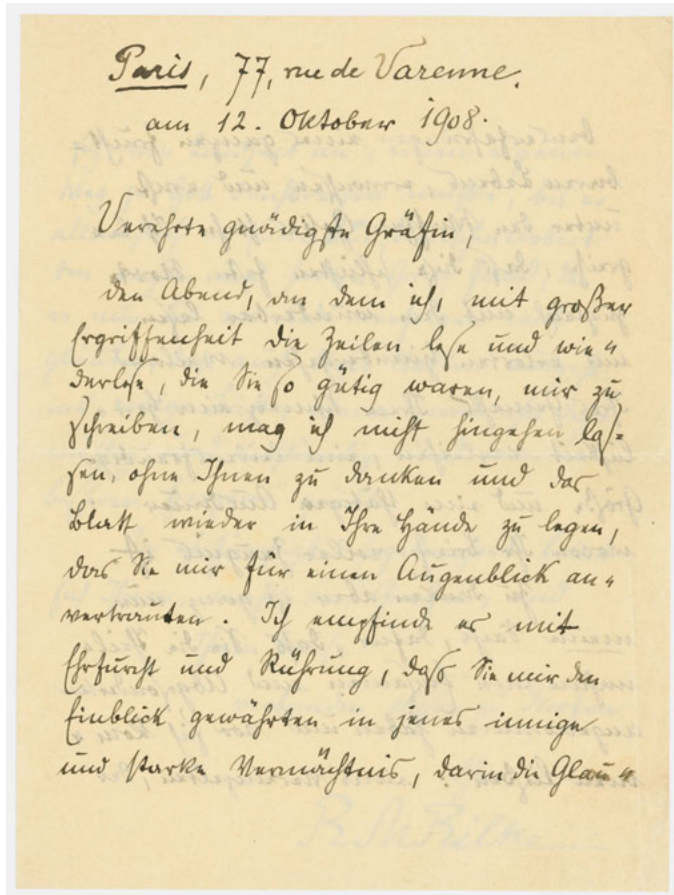 Paris, 77, rue de Varenne.
am 12. Oktober 1908.
Verehrte gnädigste Gräfin,
den Abend, an dem ich, mit großer
Ergriffenheit die Zeilen lese und wie„
derlese, die Sie so gütig waren, mir zu
schreiben, mag ich nicht hingehen las=
sen, ohne Ihnen zu danken und das
Blatt wieder in Ihre Hände zu legen,
das Sie mir für einen Augenblick an„
vertrauten. Ich empfinde es mit
Ehrfurcht und Rührung, daß Sie mir den
Einblick gewährten in jenes innige
und starke Vermächtnis, darin die Glau„